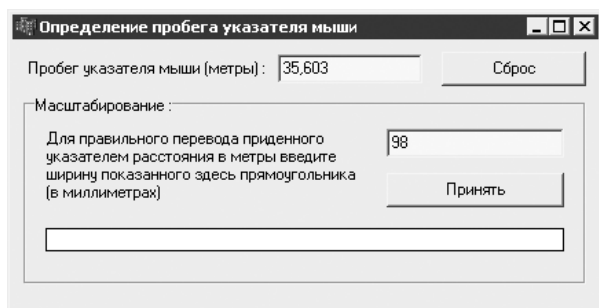 Определение пробега указателя мыши
Пробег указателя мыши (метры) : 35,603 Сброс
Масштабирование :
Для правильного перевода приденного
указателем расстояния в метры введите
ширину показанного здесь прямоугольника
(в миллиметрах)
98
Принять